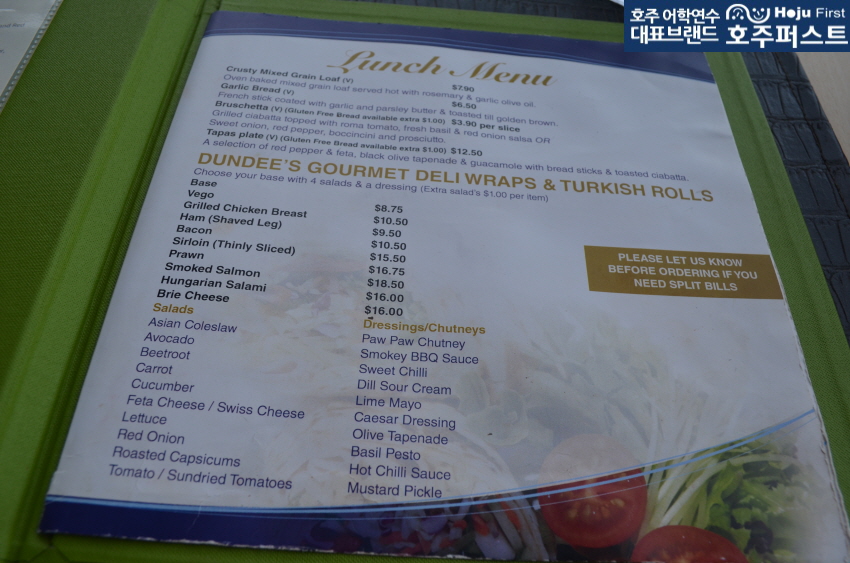 호주 어학연수 Hoju First
대표브랜드 호주퍼스트
Lunch Menu
Crusty Mixed Grain Loaf (V) $7.90
Oven baked mixed grain loaf served hot with rosemary & garlic olive oil.
Garlic Bread (V) $6.50
French stick coated with garlic and parsley butter & toasted till golden brown.
Bruschetta (V) (Gluten Free Bread available extra $1.00) $3.90 per slice
Grilled ciabatta topped with roma tomato, fresh basil & red onion salsa OR
Sweet onion, red pepper, boccincini and prosciutto.
Tapas plate (V) (Gluten Free Bread available extra $1.00) $12.50
A selection of red pepper & feta, black olive tapenade & guacamole with bread sticks & toasted ciabatta.
DUNDEE'S GOURMET DELI WRAPS & TURKISH ROLLS
Choose your base with 4 salads & a dressing (Extra salad's $1.00 per item)
Base
Vego $8.75
Grilled Chicken Breast $10.50
Ham (Shaved Leg) $9.50
Bacon $10.50
Sirloin (Thinly Sliced) $15.50
Prawn $16.75
Smoked Salmon $18.50
Hungarian Salami $16.00
Brie Cheese $16.00
PLEASE LET US KNOW
BEFORE ORDERING IF YOU
NEED SPLIT BILLS
Salads
Asian Coleslaw
Avocado
Beetroot
Carrot
Cucumber
Feta Cheese / Swiss Cheese
Lettuce
Red Onion
Roasted Capsicums
Tomato / Sundried Tomatoes
Dressings/Chutneys
Paw Paw Chutney
Smokey BBQ Sauce
Sweet Chilli
Dill Sour Cream
Lime Mayo
Caesar Dressing
Olive Tapenade
Basil Pesto
Hot Chilli Sauce
Mustard Pickle